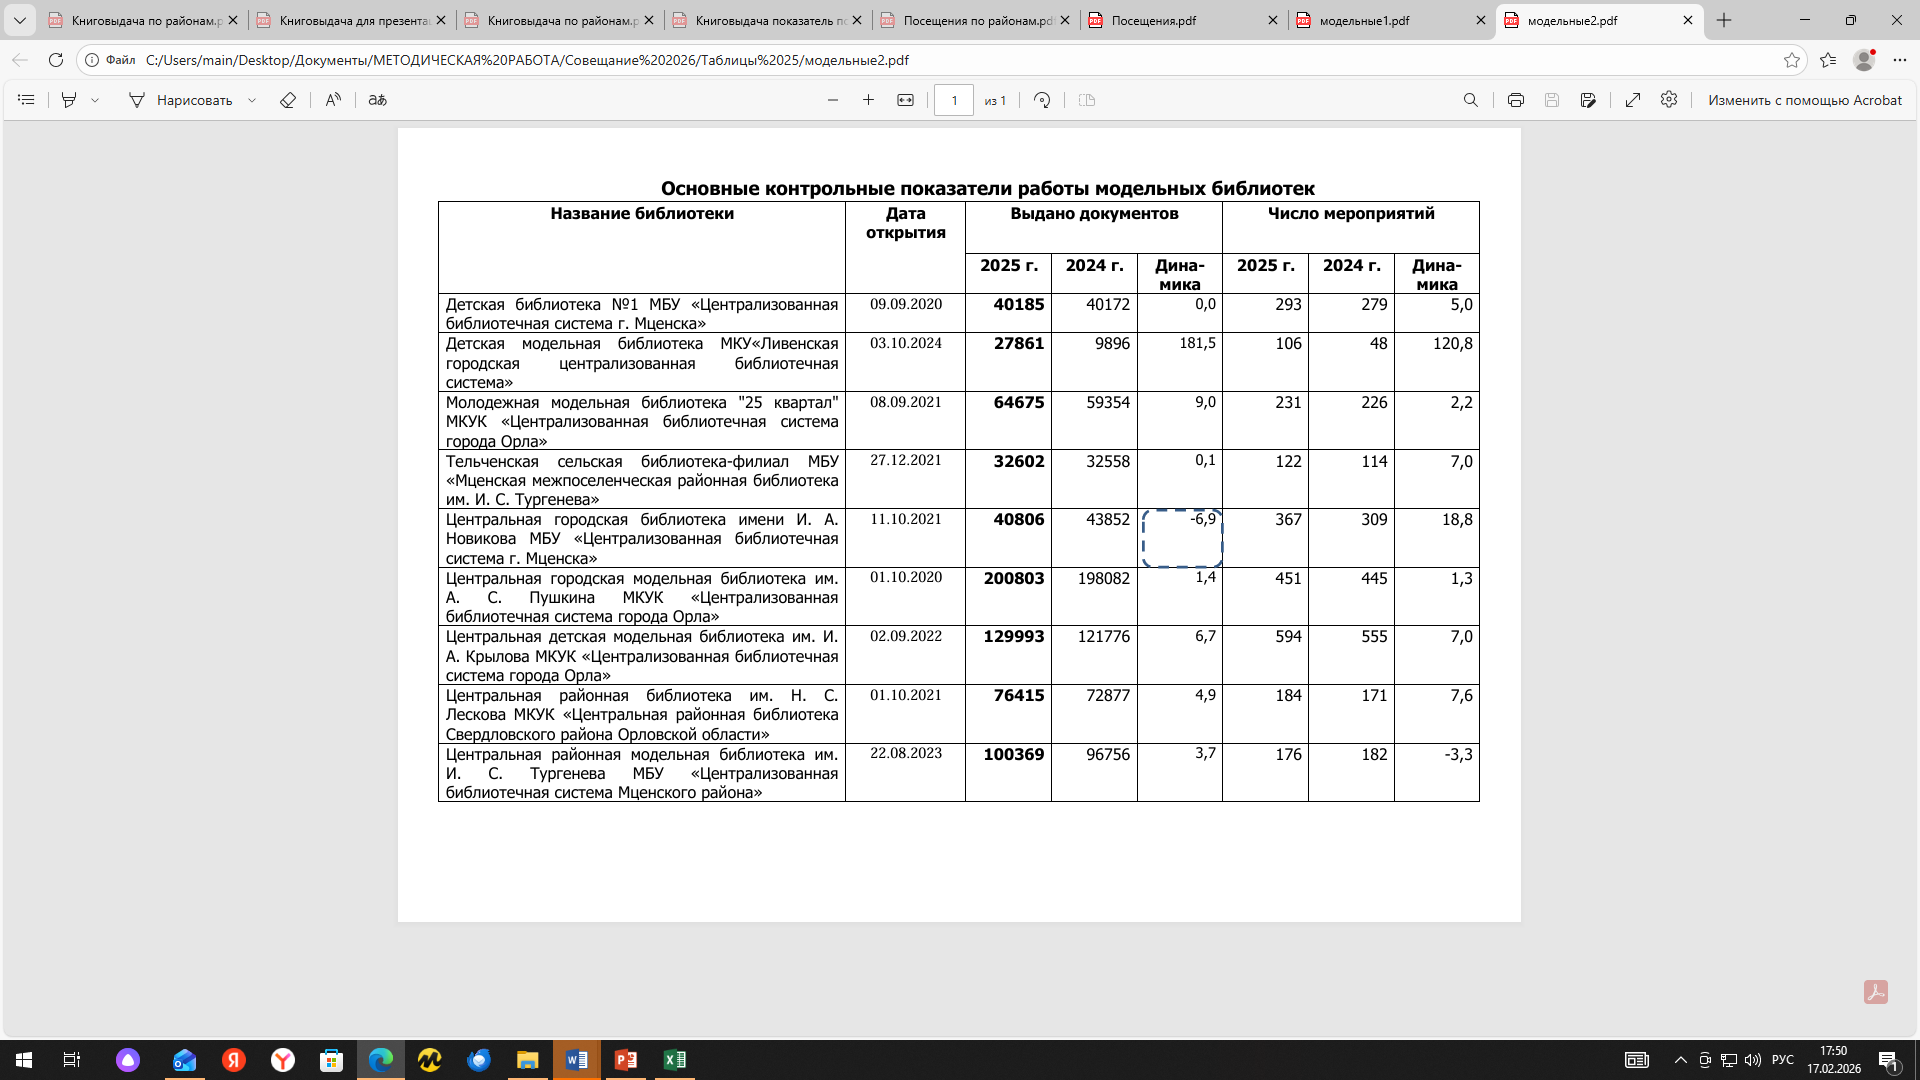 Книговыдача по районам.p
Книговыдача для презента
Книговыдача по районам.p
Книговыдача показатель по
Посещения по районам.pd
Посещения.pdf
модельные1.pdf
модельные2.pdf
Файл C:/Users/main/Desktop/Документы/МЕТОДИЧЕСКАЯ%20РАБОТА/Совещание%202026/Таблицы%2025/модельные2.pdf
Нарисовать 1 из 1 Изменить с помощью Acrobat
Основные контрольные показатели работы модельных библиотек
Название библиотеки Дата Выдано документов Число мероприятий
открытия
2025 г. 2024 г. Дина- 2025 г. 2024 г. Дина-
мика мика
Детская библиотека №1 МБУ «Централизованная 09.09.2020 40185 40172 0,0 293 279 5,0
библиотечная система г. Мценска»
Детская модельная библиотека МКУ«Ливенская 03.10.2024 27861 9896 181,5 106 48 120,8
городская централизованная библиотечная
система»
Молодежная модельная библиотека "25 квартал" 08.09.2021 64675 59354 9,0 231 226 2,2
МКУК «Централизованная библиотечная система
города Орла»
Тельченская сельская библиотека-филиал МБУ 27.12.2021 32602 32558 0,1 122 114 7,0
«Мценская межпоселенческая районная библиотека
им. И. С. Тургенева»
Центральная городская библиотека имени И. А. 11.10.2021 40806 43852 -6,9 367 309 18,8
Новикова МБУ «Централизованная библиотечная
система г. Мценска»
Центральная городская модельная библиотека им. 01.10.2020 200803 198082 1,4 451 445 1,3
А. С. Пушкина МКУК «Централизованная
библиотечная система города Орла»
Центральная детская модельная библиотека им. И. 02.09.2022 129993 121776 6,7 594 555 7,0
А. Крылова МКУК «Централизованная библиотечная
система города Орла»
Центральная районная библиотека им. Н. С. 01.10.2021 76415 72877 4,9 184 171 7,6
Лескова МКУК «Центральная районная библиотека
Свердловского района Орловской области»
Центральная районная модельная библиотека им. 22.08.2023 100369 96756 3,7 176 182 -3,3
И. С. Тургенева МБУ «Централизованная
библиотечная система Мценского района»
РУС
17:50
17.02.2026
1